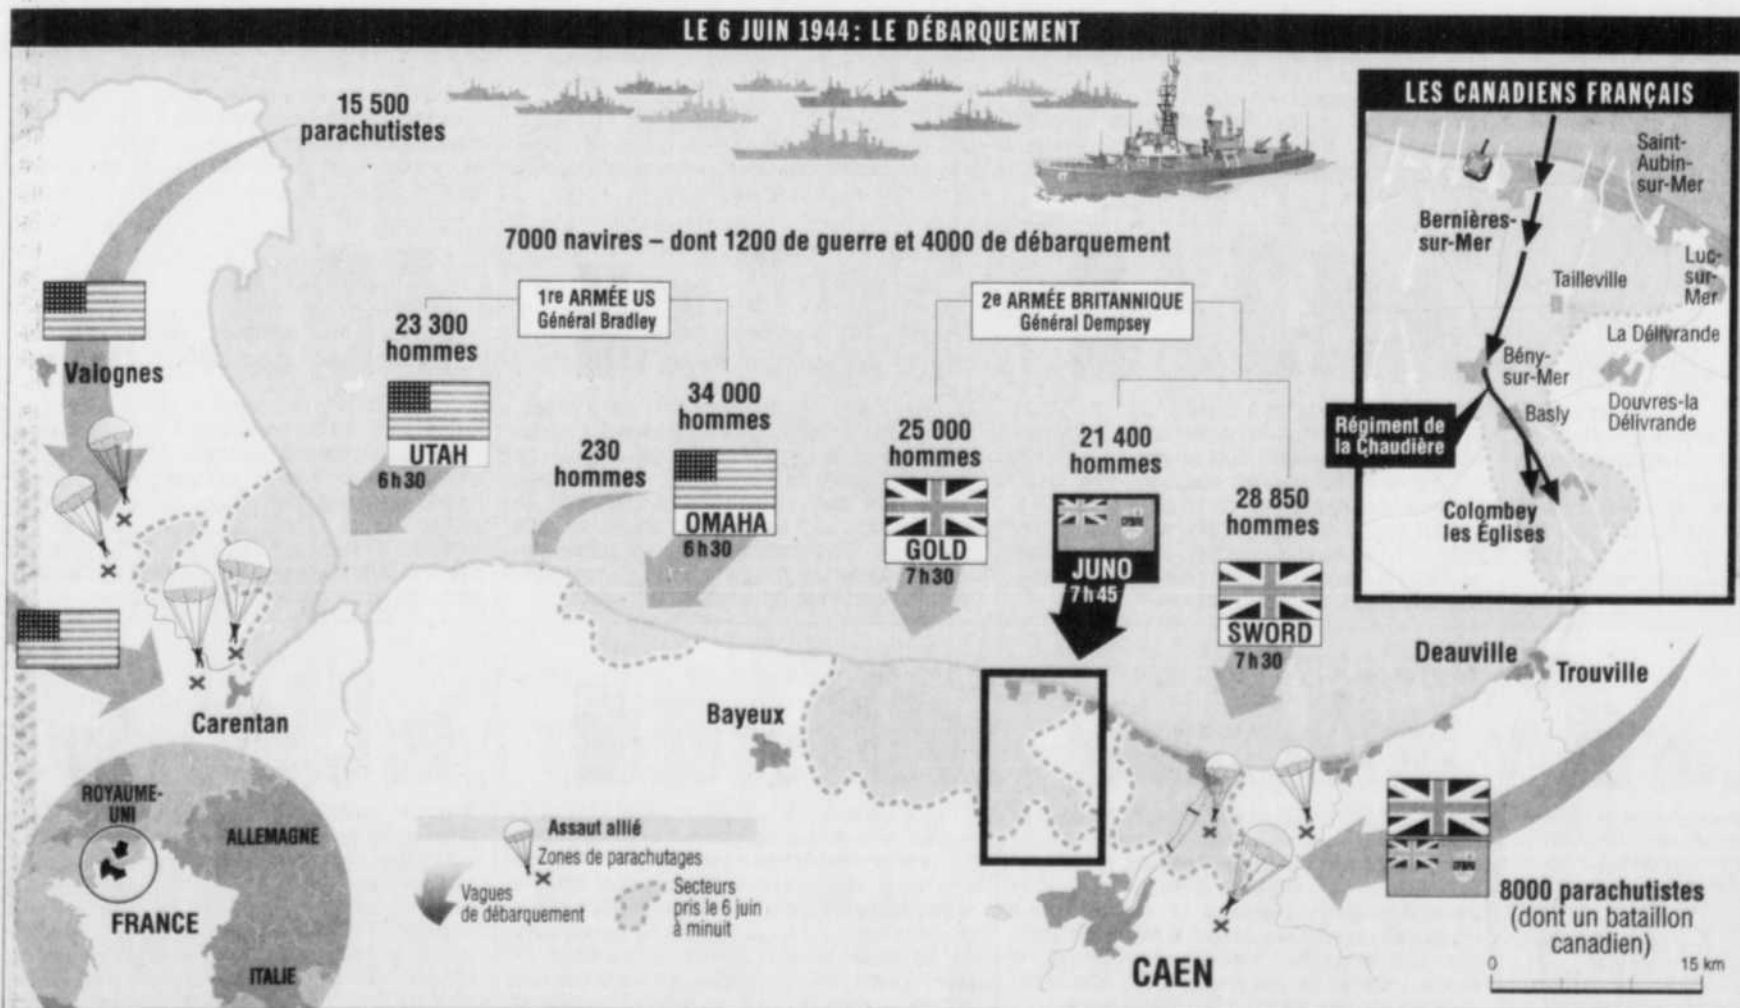 LE 6 JUIN 1944: LE DÉBARQUEMENT
15 500
parachutistes
7000 navires – dont 1200 de guerre et 4000 de débarquement
1re ARMÉE US
Général Bradley
2e ARMÉE BRITANNIQUE
Général Dempsey
Valognes
23 300
hommes
UTAH
6h30
230
hommes
34 000
hommes
OMAHA
6h30
25 000
hommes
GOLD
7h30
21 400
hommes
JUNO
7h45
28 850
hommes
SWORD
7h30
LES CANADIENS FRANÇAIS
Saint-
Aubin-
sur-Mer
Bernières-
sur-Mer
Luc-
sur-
Mer
Tailleville
La Délivrande
Bény-
sur-Mer
Douvres-la
Délivrande
Basly
Régiment de
la Chaudière
Colombey
les Églises
Carentan
Bayeux
Deauville
Trouville
ROYAUME-
UNI
ALLEMAGNE
FRANCE
ITALIE
Assaut allié
Zones de parachutages
Vagues
de débarquement
Secteurs
pris le 6 juin
à minuit
CAEN
8000 parachutistes
(dont un bataillon
canadien)
0 15 km